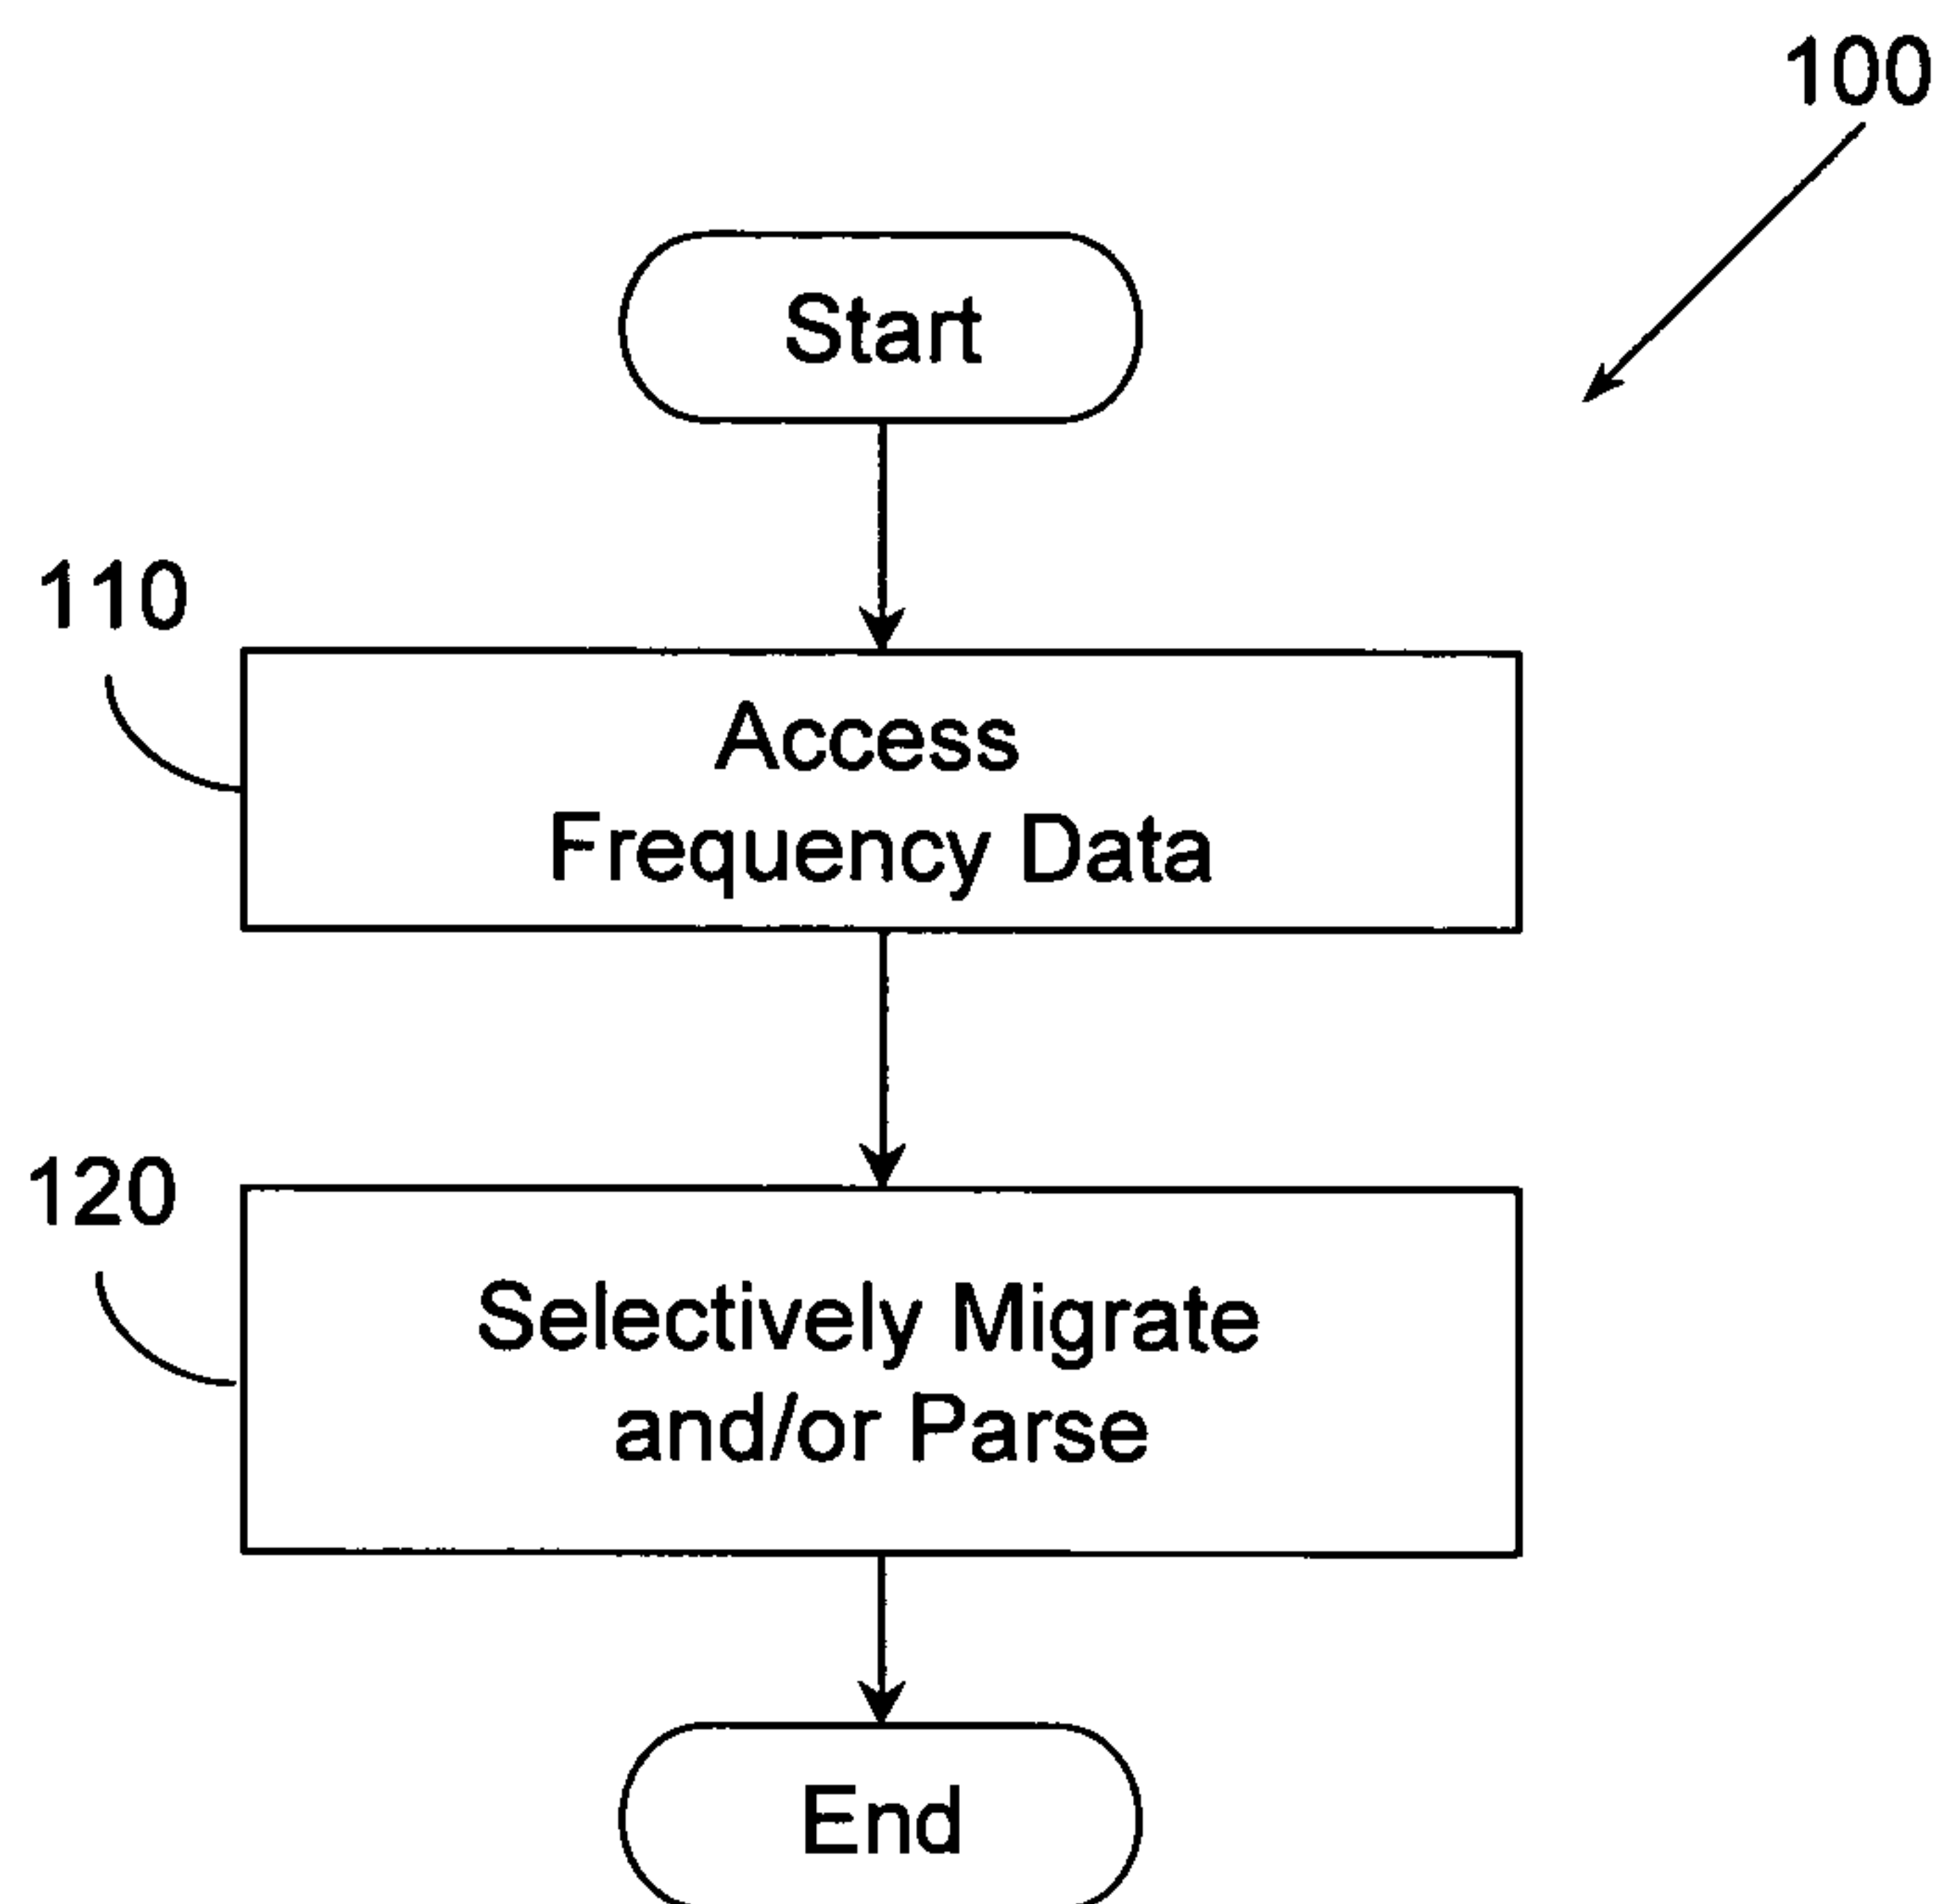 100
Start
110
Access
Frequency Data
120
Selectively Migrate
and/or Parse
End